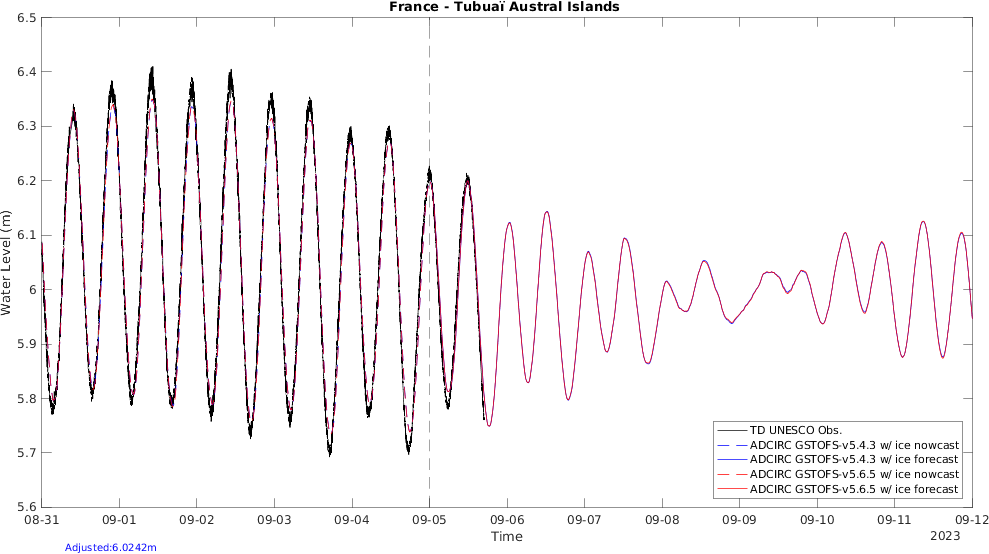 France - Tubuaï Austral Islands
6.5
6.4
6.3
6.2
6.1
6
5.9
5.8
5.7
5.6
Water Level (m)
08-31 09-01 09-02 09-03 09-04 09-05 09-06 09-07 09-08 09-09 09-10 09-11 09-12
2023
Time
TD UNESCO Obs.
ADCIRC GSTOFS-v5.4.3 w/ ice nowcast
ADCIRC GSTOFS-v5.4.3 w/ ice forecast
ADCIRC GSTOFS-v5.6.5 w/ ice nowcast
ADCIRC GSTOFS-v5.6.5 w/ ice forecast
Adjusted:6.0242m